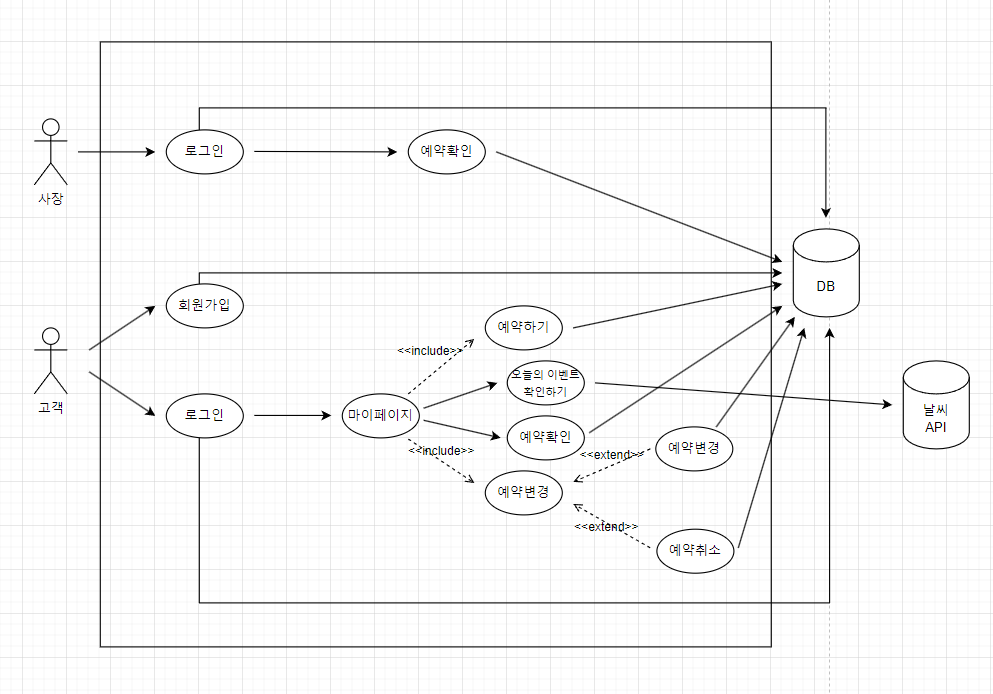 로그인
예약확인
사장
DB
회원가입
예약하기
<<include>>
오늘의 이벤트
확인하기
고객
로그인
마이페이지
날씨
API
예약확인
<<include>>
<<extend>>
예약변경
예약변경
<<extend>>
예약취소